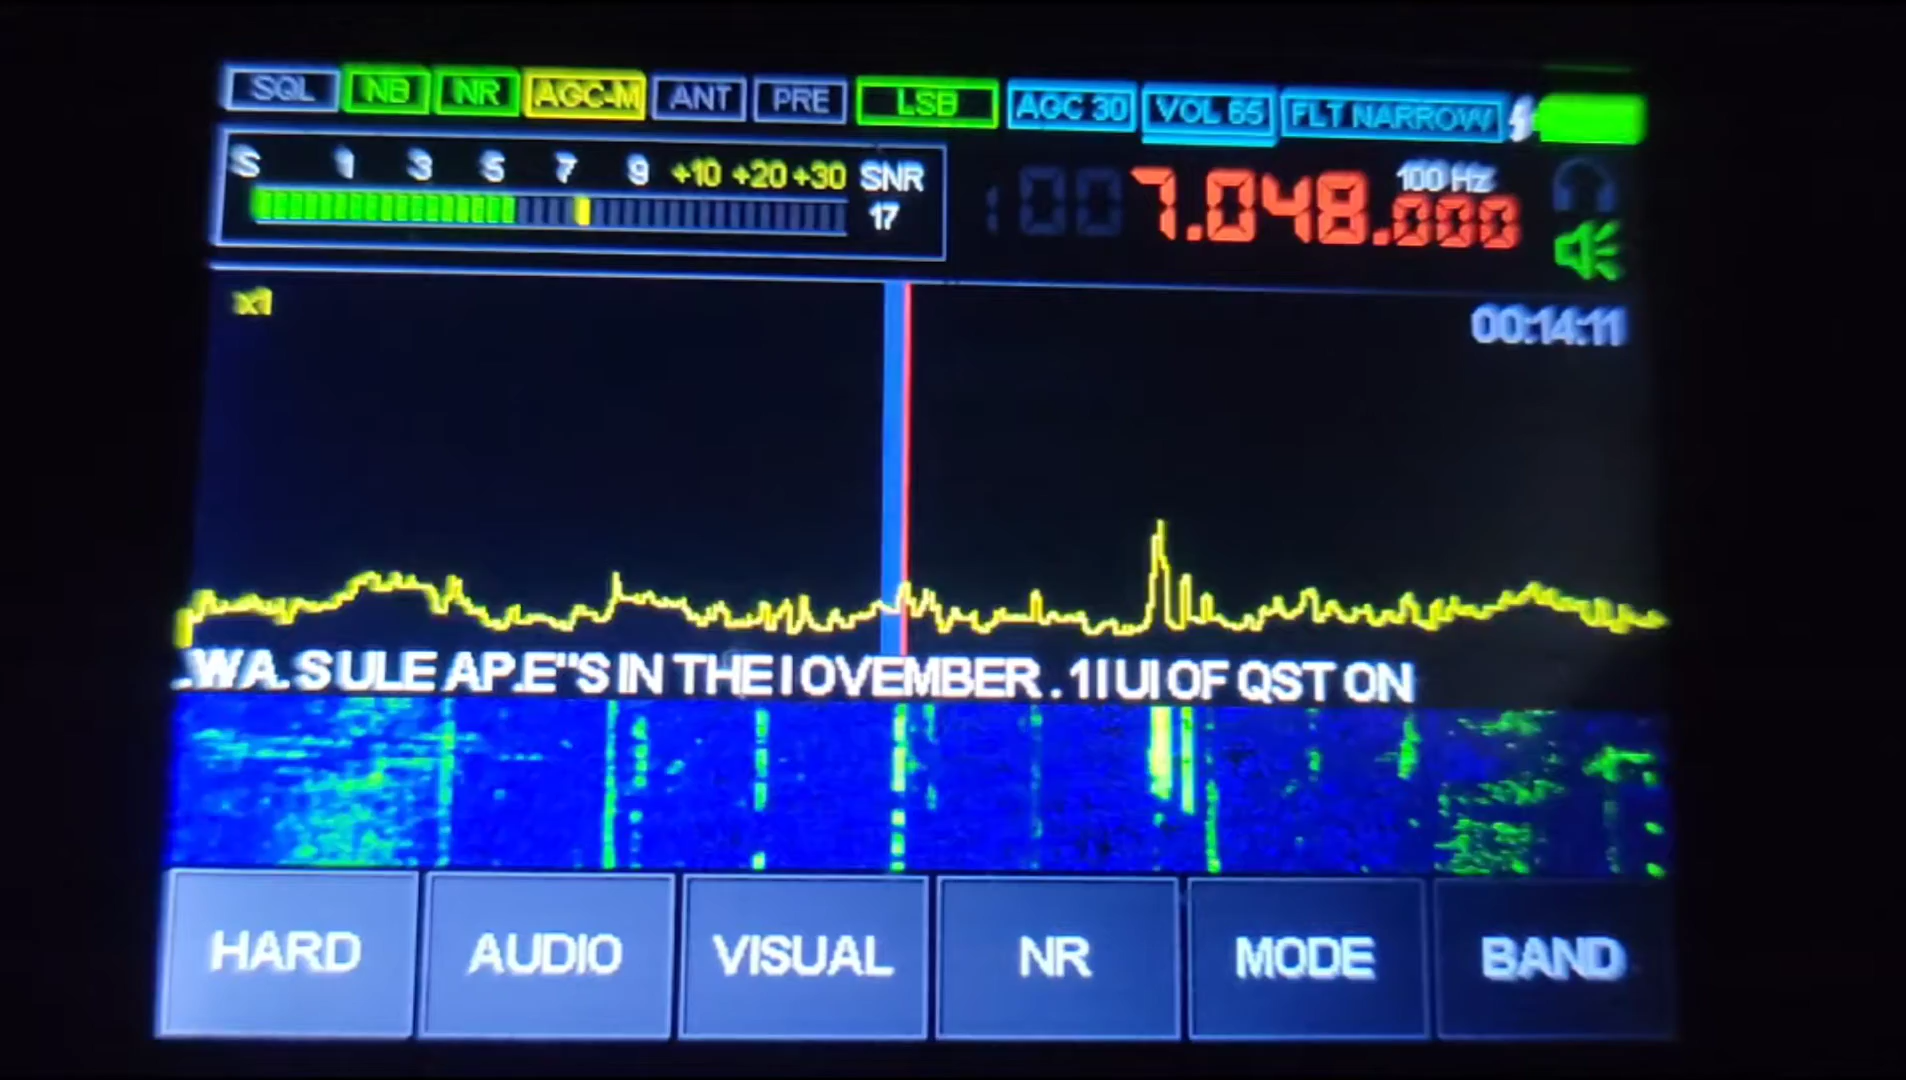 SQL NB NR AGC-M ANT PRE LSB AGC 30 VOL 65 FLT NARROW
S 1 3 5 7 9 +10 +20 +30 SNR
17
100 Hz
7.048.000
x1
00:14:11
.WA. S ULE AP.E"S IN THE I OVEMBER . 1I UI OF QST ON
HARD AUDIO VISUAL NR MODE BAND